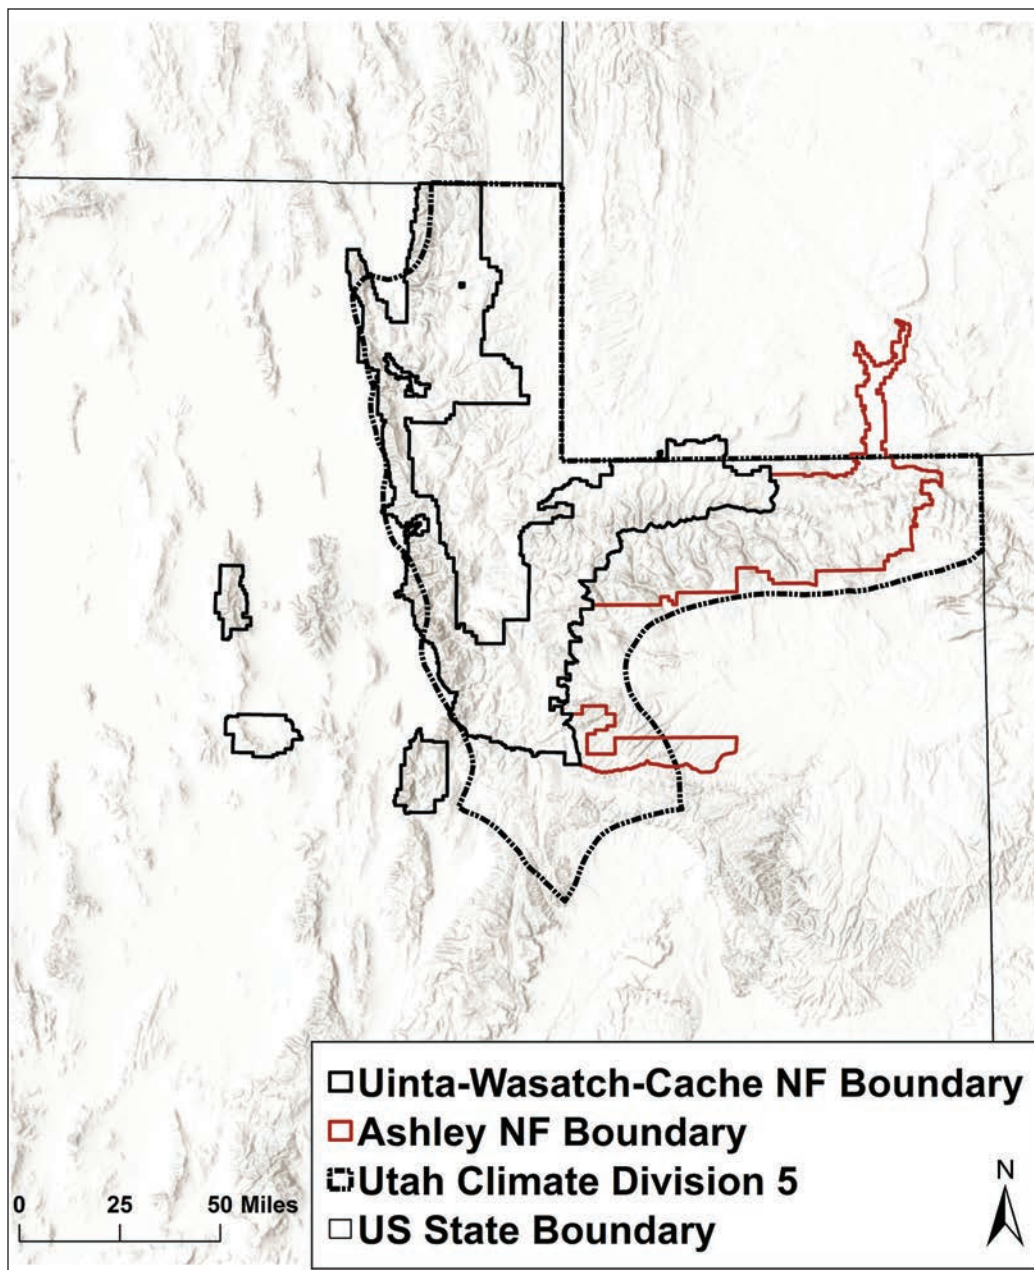 Uinta-Wasatch-Cache NF Boundary
Ashley NF Boundary
Utah Climate Division 5
US State Boundary
0 25 50 Miles
N